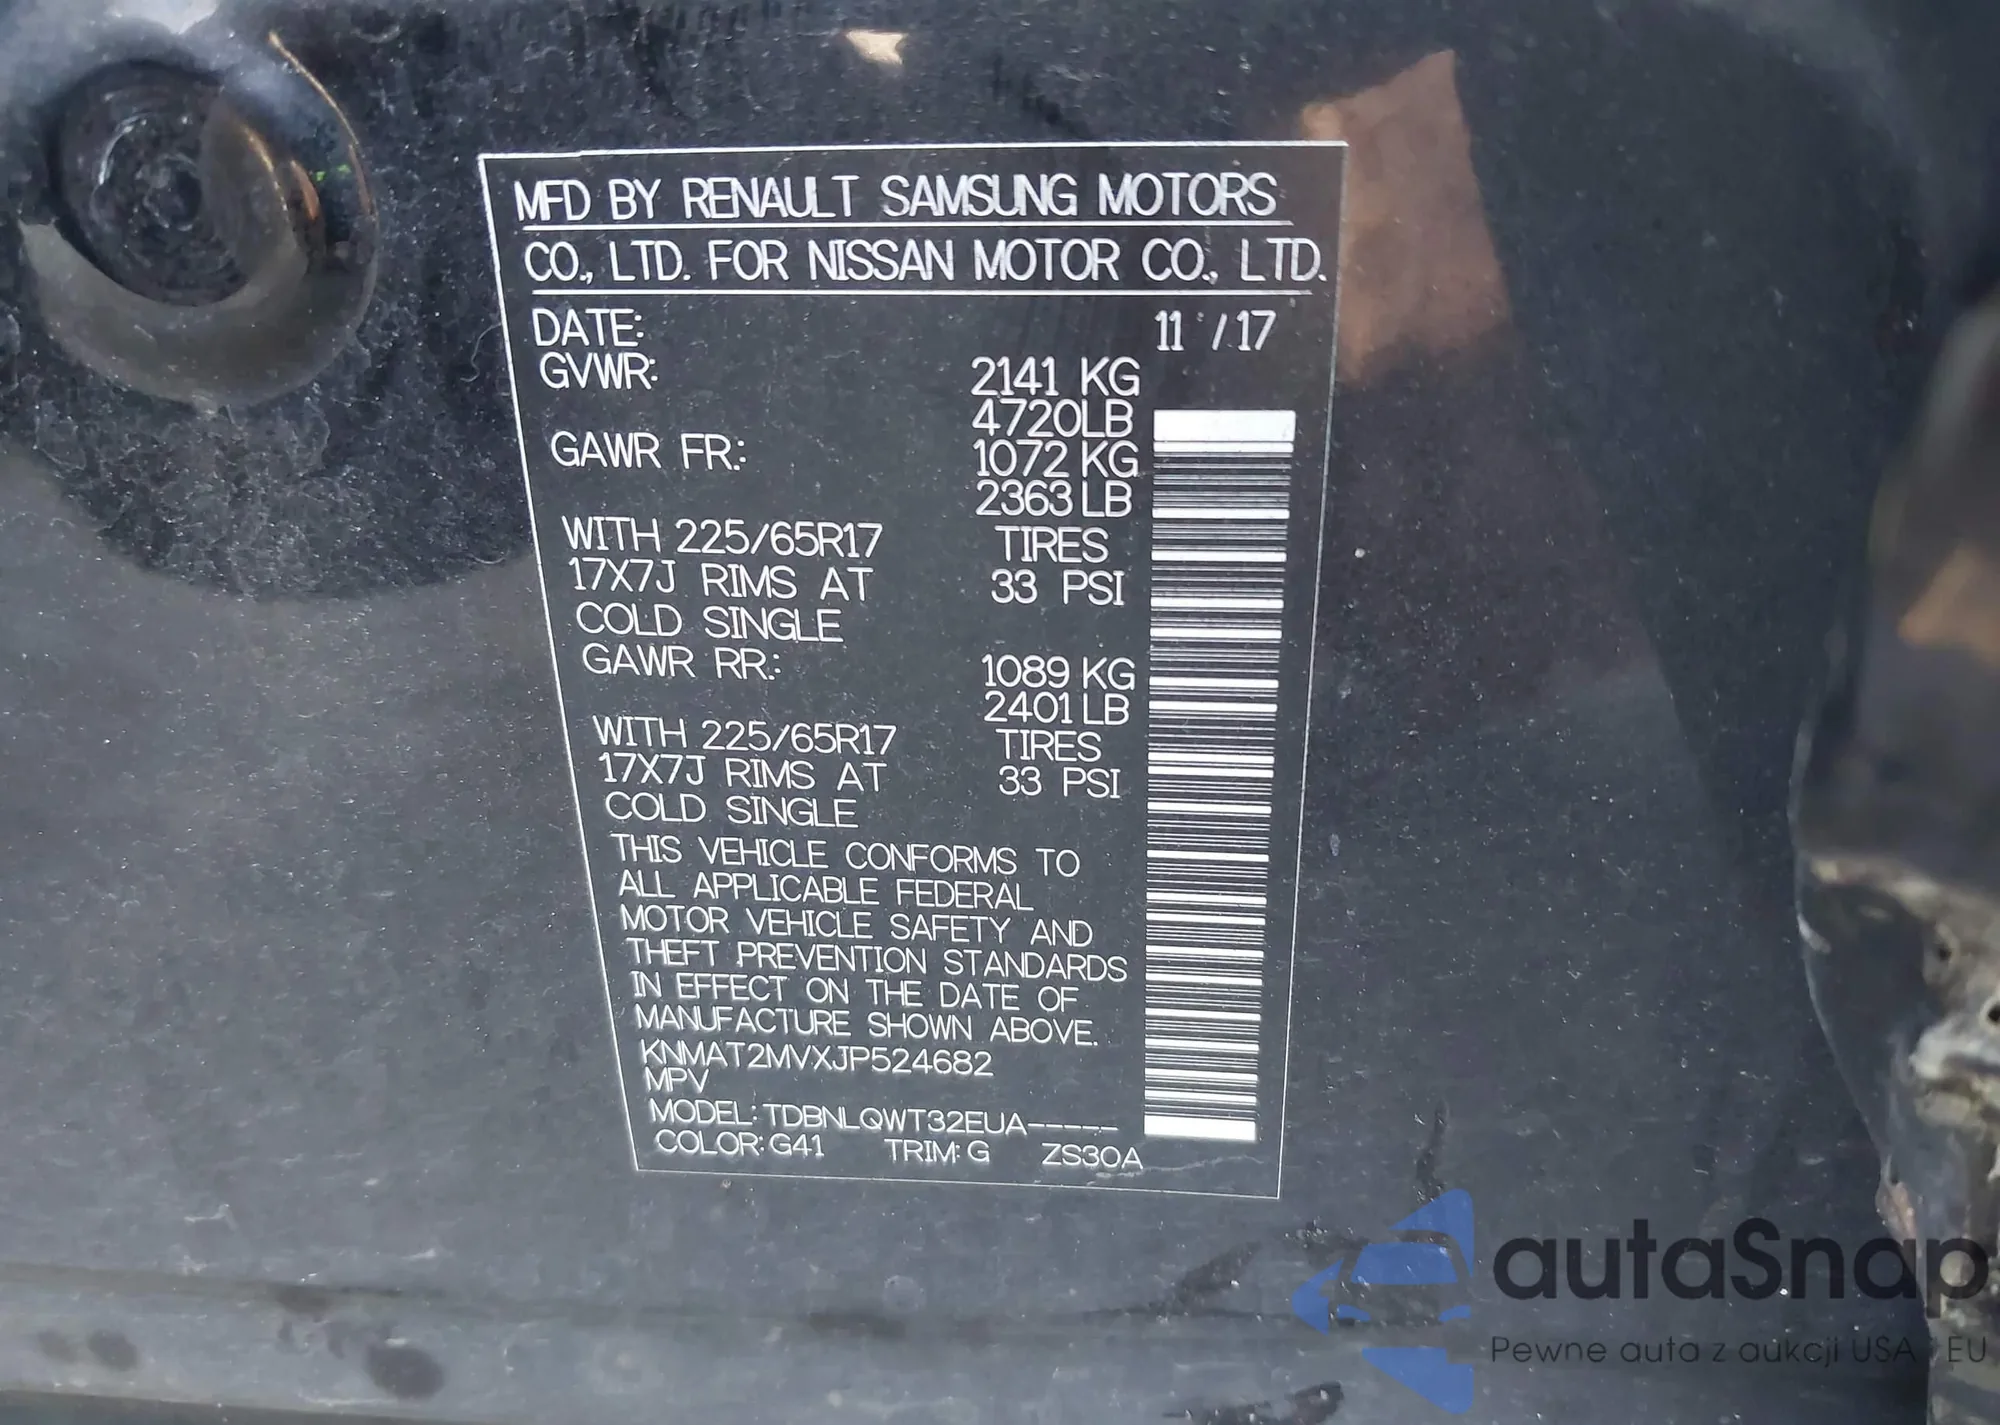 MFD BY RENAULT SAMSUNG MOTORS
CO., LTD. FOR NISSAN MOTOR CO., LTD.
DATE: 11 / 17
GVWR: 2141 KG
4720LB
GAWR FR.: 1072 KG
2363 LB
WITH 225/65R17 TIRES
17X7J RIMS AT 33 PSI
COLD SINGLE
GAWR RR.: 1089 KG
2401 LB
WITH 225/65R17 TIRES
17X7J RIMS AT 33 PSI
COLD SINGLE
THIS VEHICLE CONFORMS TO
ALL APPLICABLE FEDERAL
MOTOR VEHICLE SAFETY AND
THEFT PREVENTION STANDARDS
IN EFFECT ON THE DATE OF
MANUFACTURE SHOWN ABOVE.
KNMAT2MVXJP524682
MPV
MODEL: TDBNLQWT32EUA-----
COLOR: G41 TRIM: G ZS30A
autaSnap
Pewne auta z aukcji USA i EU